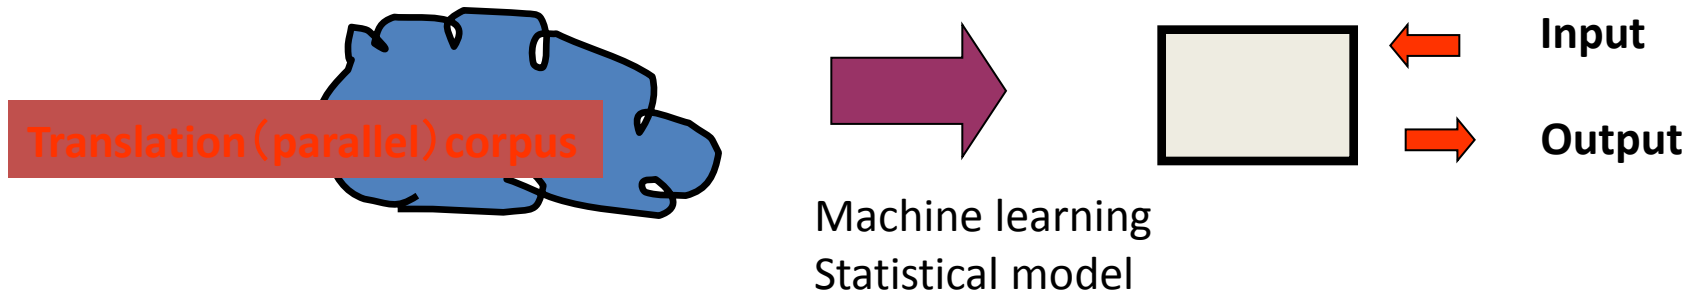 Translation（parallel）corpus
Machine learning
Statistical model
Input
Output